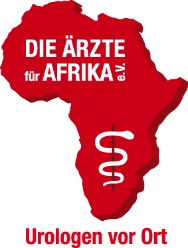 DIE ÄRZTE
für AFRIKA e.V.
Urologen vor Ort